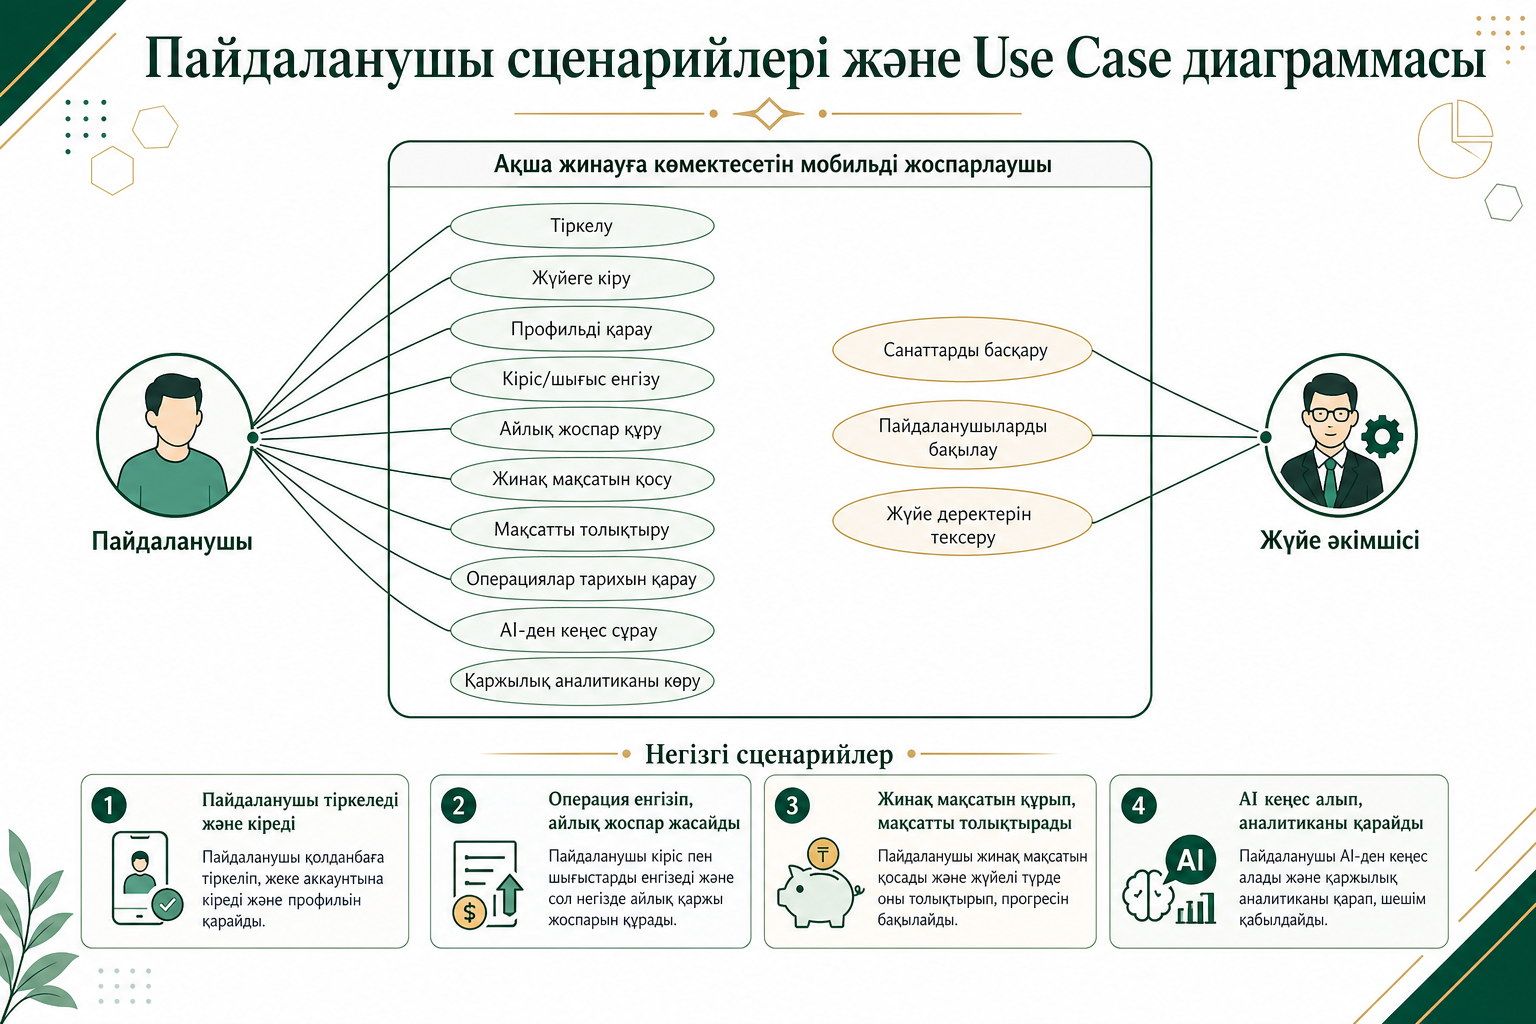 Пайдаланушы сценарийлері және Use Case диаграммасы
Ақша жинауға көмектесетін мобильді жоспарлаушы
Тіркелу
Жүйеге кіру
Профильді қарау
Кіріс/шығыс енгізу
Айлық жоспар құру
Жинақ мақсатын қосу
Мақсатты толықтыру
Операциялар тарихын қарау
AI-ден кеңес сұрау
Қаржылық аналитиканы көру
Санаттарды басқару
Пайдаланушыларды
бақылау
Жүйе деректерін
тексеру
Пайдаланушы
Жүйе әкімшісі
Негізгі сценарийлер
1
Пайдаланушы тіркеледі
және кіреді
Пайдаланушы қолданбаға
тіркеліп, жеке аккаунтына
кіреді және профильін
қарайды.
2
Операция енгізіп,
айлық жоспар жасайды
Пайдаланушы кіріс пен
шығыстарды енгізеді және
сол негізде айлық қаржы
жоспарын құрады.
$
3
Жинақ мақсатын құрып,
мақсатты толықтырады
Пайдаланушы жинақ мақсатын
қосады және жүйелі түрде
оны толықтырып, прогресін
бақылайды.
₸
4
AI кеңес алып,
аналитиканы қарайды
Пайдаланушы AI-ден кеңес
алады және қаржылық
аналитиканы қарап, шешім
қабылдайды.
AI